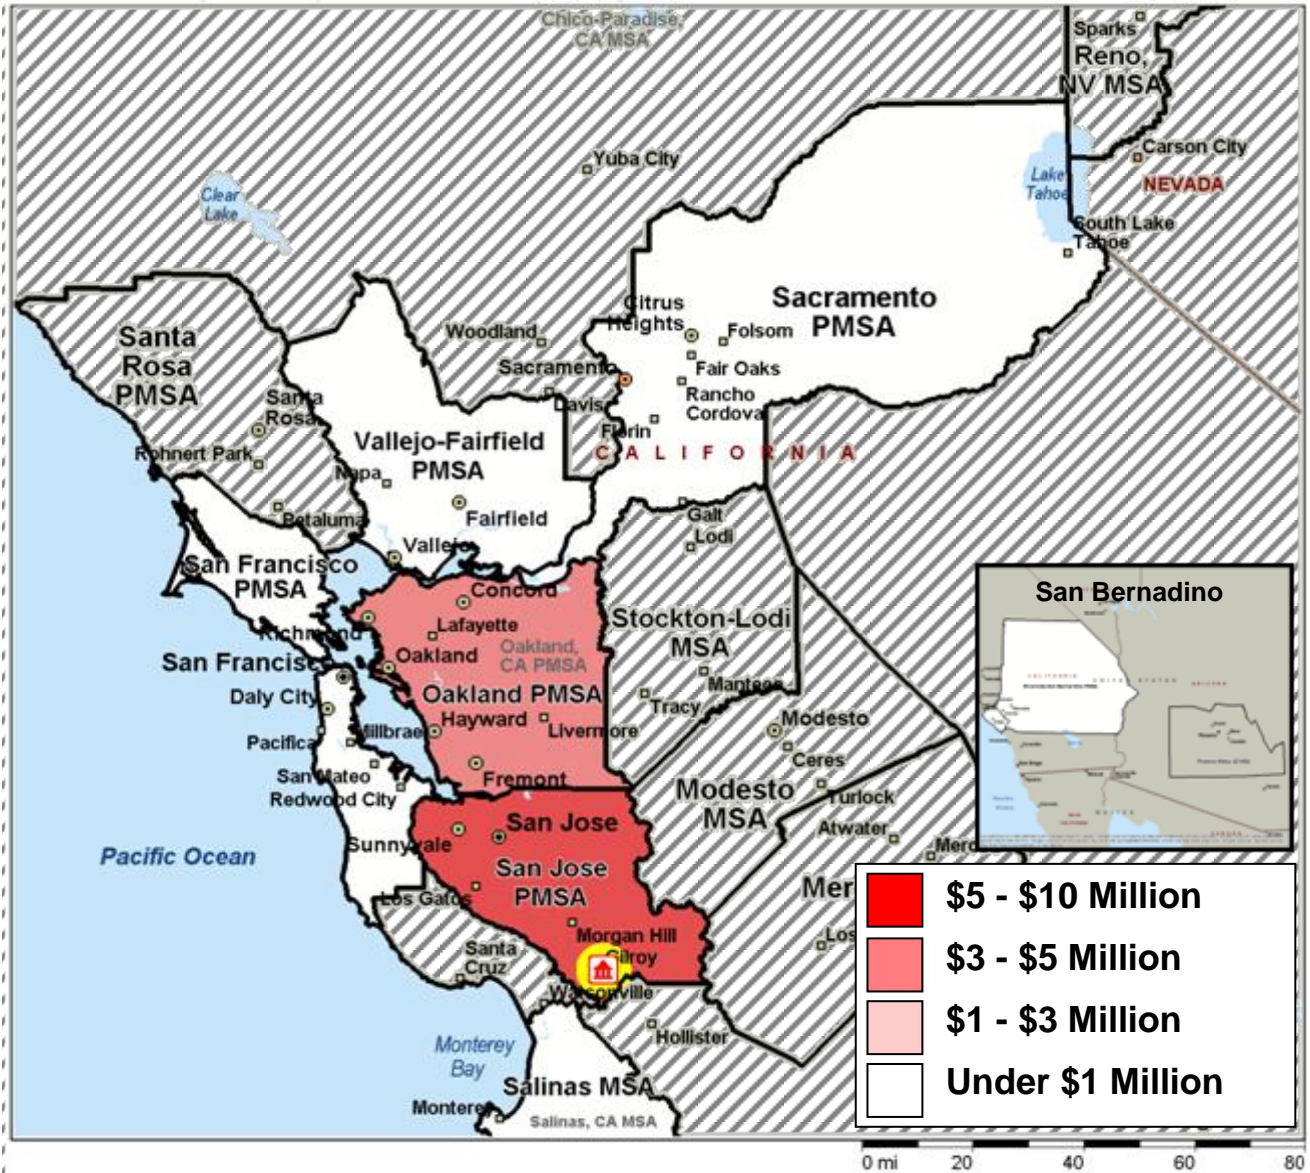 Chico-Paradise,
CA MSA
Sparks
Reno,
NV MSA
Carson City
NEVADA
Yuba City
Lake
Tahoe
Clear
Lake
South Lake
Tahoe
Citrus
Heights
Sacramento
PMSA
Folsom
Woodland
Santa
Rosa
PMSA
Sacramento
Fair Oaks
Rancho
Cordova
Santa
Rosa
Davis
Florin
Vallejo-Fairfield
PMSA
CALIFORNIA
Rohnert Park
Napa
Fairfield
Petaluma
Galt
Lodi
Vallejo
San Francisco
PMSA
Concord
San Bernadino
Richmond
Lafayette
Stockton-Lodi
MSA
Oakland,
CA PMSA
San Francisco
Oakland
Manteca
Daly City
Oakland PMSA
Tracy
Hayward
Livermore
Modesto
Pacifica
Millbrae
Ceres
San Mateo
Fremont
Redwood City
Modesto
MSA
Turlock
San Jose
Atwater
Sunnyvale
Merc
Pacific Ocean
San Jose
PMSA
Mer
Los Gatos
$5 - $10 Million
Morgan Hill
Los
Santa
Cruz
Gilroy
$3 - $5 Million
Watsonville
$1 - $3 Million
Hollister
Monterey
Bay
Salinas MSA
Under $1 Million
Monterey
Salinas, CA MSA
0 mi 20 40 60 80